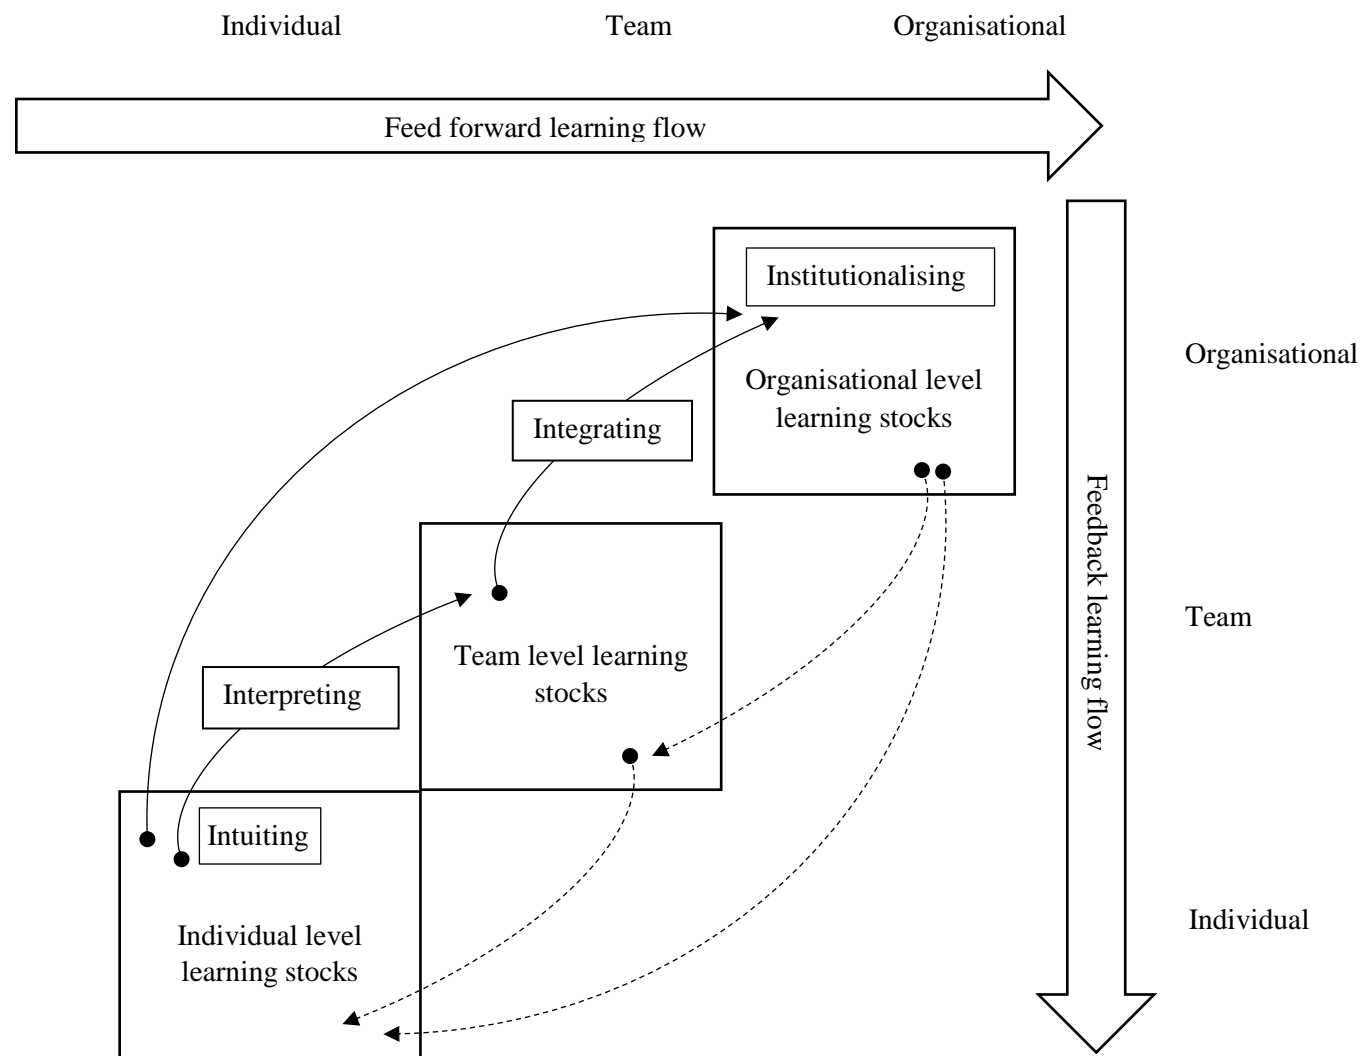 Individual
Team
Organisational
Feed forward learning flow
Institutionalising
Organisational
Organisational level
learning stocks
Integrating
Feedback learning flow
Team
Team level learning
stocks
Interpreting
Intuiting
Individual
Individual level
learning stocks